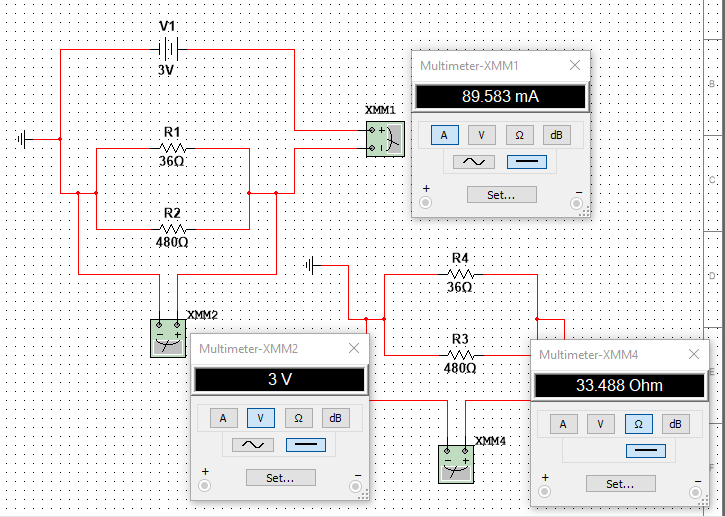 V1
3V
R1
36Ω
R2
480Ω
XMM1
Multimeter-XMM1
89.583 mA
A V Ω dB
+ −
Set...
XMM2
Multimeter-XMM2
3 V
A V Ω dB
+ −
Set...
R4
36Ω
R3
480Ω
XMM4
Multimeter-XMM4
33.488 Ohm
A V Ω dB
+ −
Set...
B
C
D
E
F